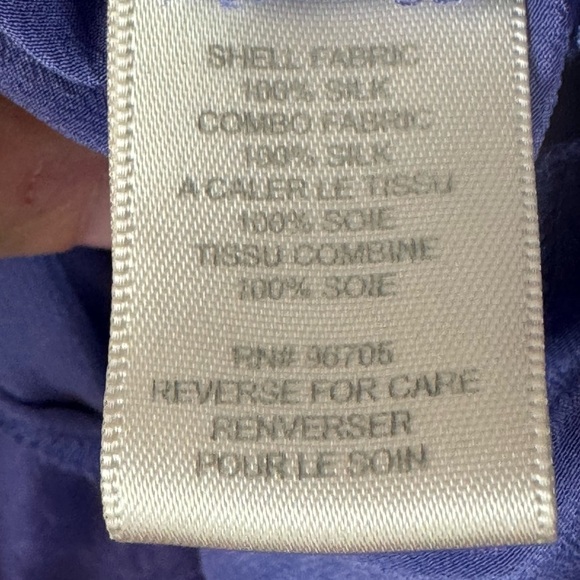 SHELL FABRIC
100% SILK
COMBO FABRIC
100% SILK
A CALER LE TISSU
100% SOIE
TISSU COMBINE
100% SOIE
RN# 96705
REVERSE FOR CARE
RENVERSER
POUR LE SOIN